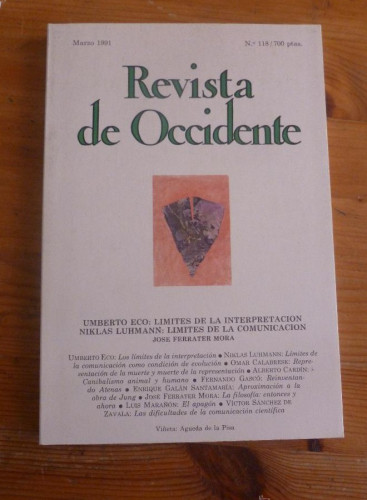 Marzo 1991
N.º 118/700 ptas.
Revista
de Occidente
UMBERTO ECO: LIMITES DE LA INTERPRETACION
NIKLAS LUHMANN: LIMITES DE LA COMUNICACION
JOSE FERRATER MORA
UMBERTO ECO: Los límites de la interpretación ● NIKLAS LUHMANN: Límites de
la comunicación como condición de evolución ● OMAR CALABRESE: Repre-
sentación de la muerte y muerte de la representación ● ALBERTO CARDÍN: +
Canibalismo animal y humano ● FERNANDO GASCÓ: Reinventan-
do Atenas ● ENRIQUE GALÁN SANTAMARÍA: Aproximación a la
obra de Jung ● JOSÉ FERRATER MORA: La filosofía: entonces y
ahora ● LUIS MARAÑÓN: El apagón ● VÍCTOR SÁNCHEZ DE
ZAVALA: Las dificultades de la comunicación científica
Viñeta: Agueda de la Pisa